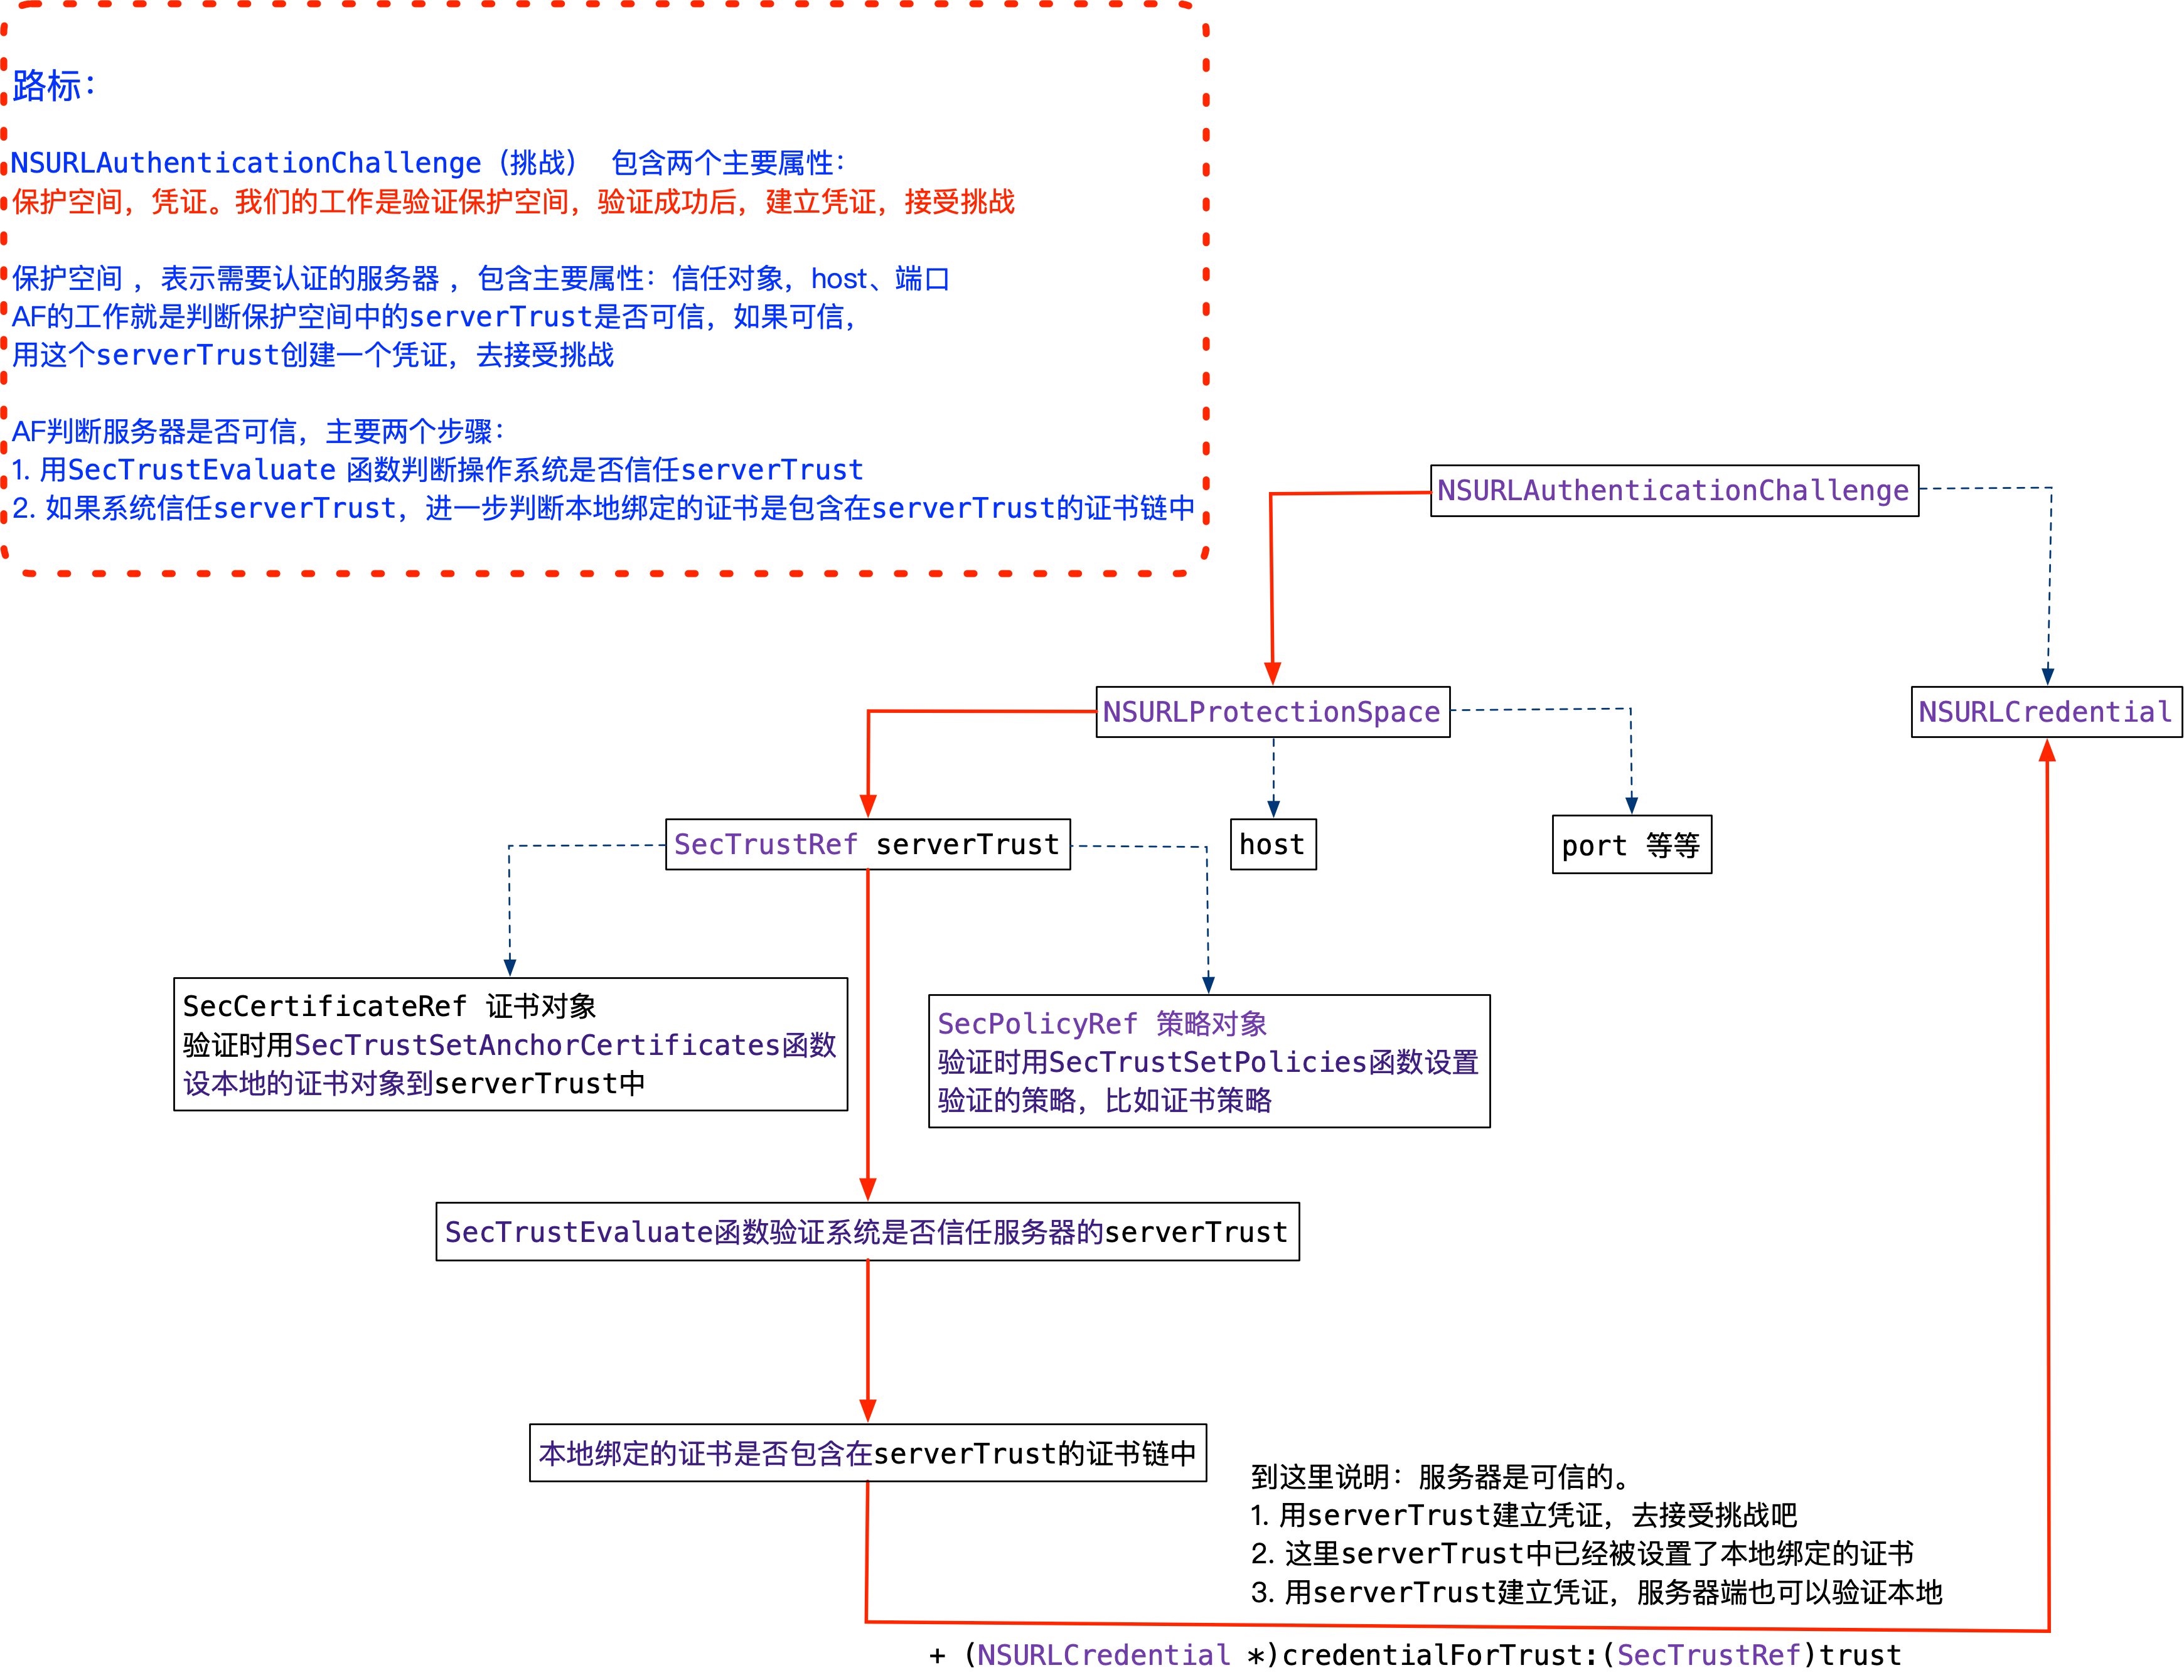 路标：
NSURLAuthenticationChallenge（挑战） 包含两个主要属性：
保护空间，凭证。我们的工作是验证保护空间，验证成功后，建立凭证，接受挑战
保护空间 ，表示需要认证的服务器 ，包含主要属性：信任对象，host、端口
AF的工作就是判断保护空间中的serverTrust是否可信，如果可信，
用这个serverTrust创建一个凭证，去接受挑战
AF判断服务器是否可信，主要两个步骤：
1. 用SecTrustEvaluate 函数判断操作系统是否信任serverTrust
2. 如果系统信任serverTrust，进一步判断本地绑定的证书是包含在serverTrust的证书链中
NSURLAuthenticationChallenge
NSURLProtectionSpace
NSURLCredential
SecTrustRef serverTrust
host
port 等等
SecCertificateRef 证书对象
验证时用SecTrustSetAnchorCertificates函数
设本地的证书对象到serverTrust中
SecPolicyRef 策略对象
验证时用SecTrustSetPolicies函数设置
验证的策略，比如证书策略
SecTrustEvaluate函数验证系统是否信任服务器的serverTrust
本地绑定的证书是否包含在serverTrust的证书链中
到这里说明：服务器是可信的。
1. 用serverTrust建立凭证，去接受挑战吧
2. 这里serverTrust中已经被设置了本地绑定的证书
3. 用serverTrust建立凭证，服务器端也可以验证本地
+ (NSURLCredential *)credentialForTrust:(SecTrustRef)trust